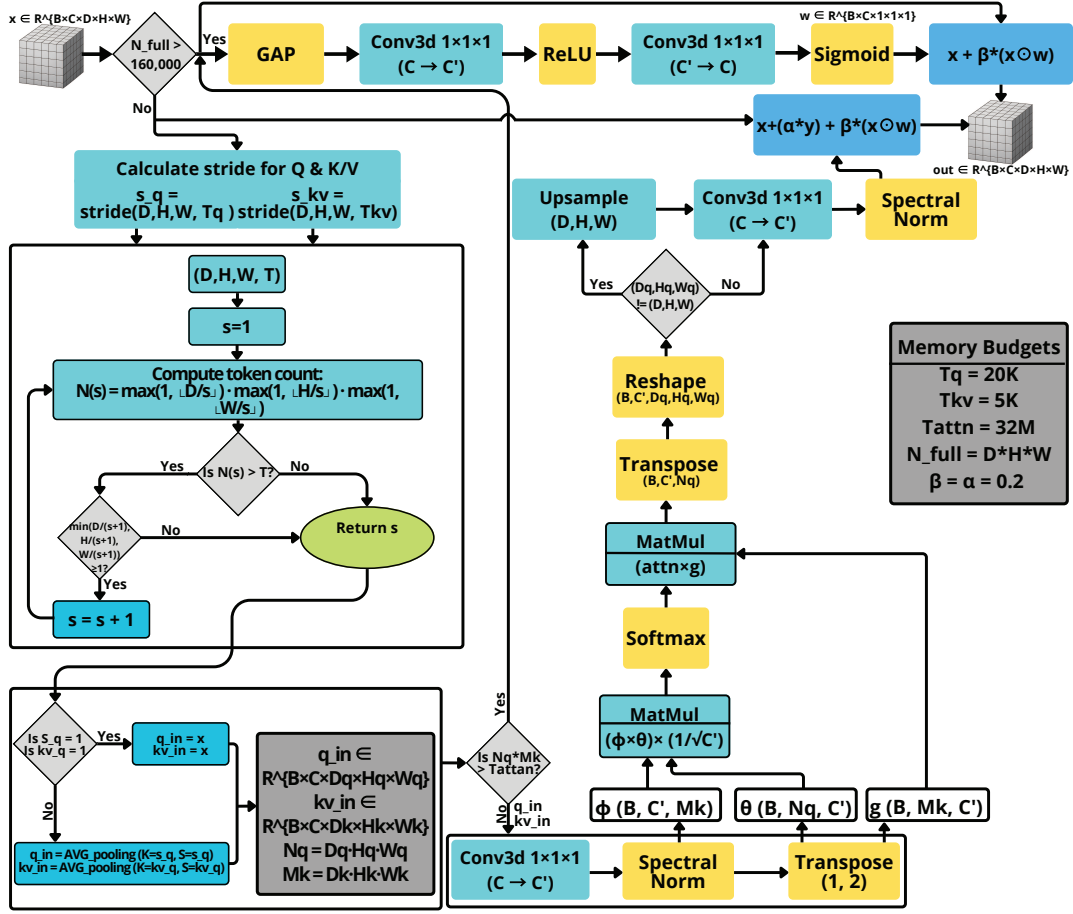 x ∈ R^{B×C×D×H×W}
N_full >
160,000
Yes
No
GAP
Conv3d 1×1×1
(C → C')
ReLU
Conv3d 1×1×1
(C' → C)
w ∈ R^{B×C×1×1×1}
Sigmoid
x + β*(x⊙w)
x+(α*y) + β*(x⊙w)
out ∈ R^{B×C×D×H×W}
Calculate stride for Q & K/V
s_q =
stride(D,H,W, Tq )
s_kv =
stride(D,H,W, Tkv)
(D,H,W, T)
s=1
Compute token count:
N(s) = max(1, ⌞D/s⌟) · max(1, ⌞H/s⌟) · max(1,
⌞W/s⌟)
Is N(s) > T?
Yes
No
min(D/(s+1),
H/(s+1),
W/(s+1))
≥1?
No
Yes
s = s + 1
Return s
Is S_q = 1
Is kv_q = 1
Yes
No
q_in = x
kv_in = x
q_in = AVG_pooling (K=s_q, S=s_q)
kv_in = AVG_pooling (K=kv_q, S=kv_q)
q_in ∈
R^{B×C×Dq×Hq×Wq}
kv_in ∈
R^{B×C×Dk×Hk×Wk}
Nq = Dq·Hq·Wq
Mk = Dk·Hk·Wk
Is Nq*Mk
> Tattan?
Yes
No
q_in
kv_in
Conv3d 1×1×1
(C → C')
Spectral
Norm
Transpose
(1, 2)
ϕ (B, C', Mk)
θ (B, Nq, C')
g (B, Mk, C')
MatMul
(ϕ×θ)× (1/√C')
Softmax
MatMul
(attn×g)
Transpose
(B,C',Nq)
Reshape
(B,C',Dq,Hq,Wq)
(Dq,Hq,Wq)
!= (D,H,W)
Yes
No
Upsample
(D,H,W)
Conv3d 1×1×1
(C → C')
Spectral
Norm
Memory Budgets
Tq = 20K
Tkv = 5K
Tattn = 32M
N_full = D*H*W
β = α = 0.2